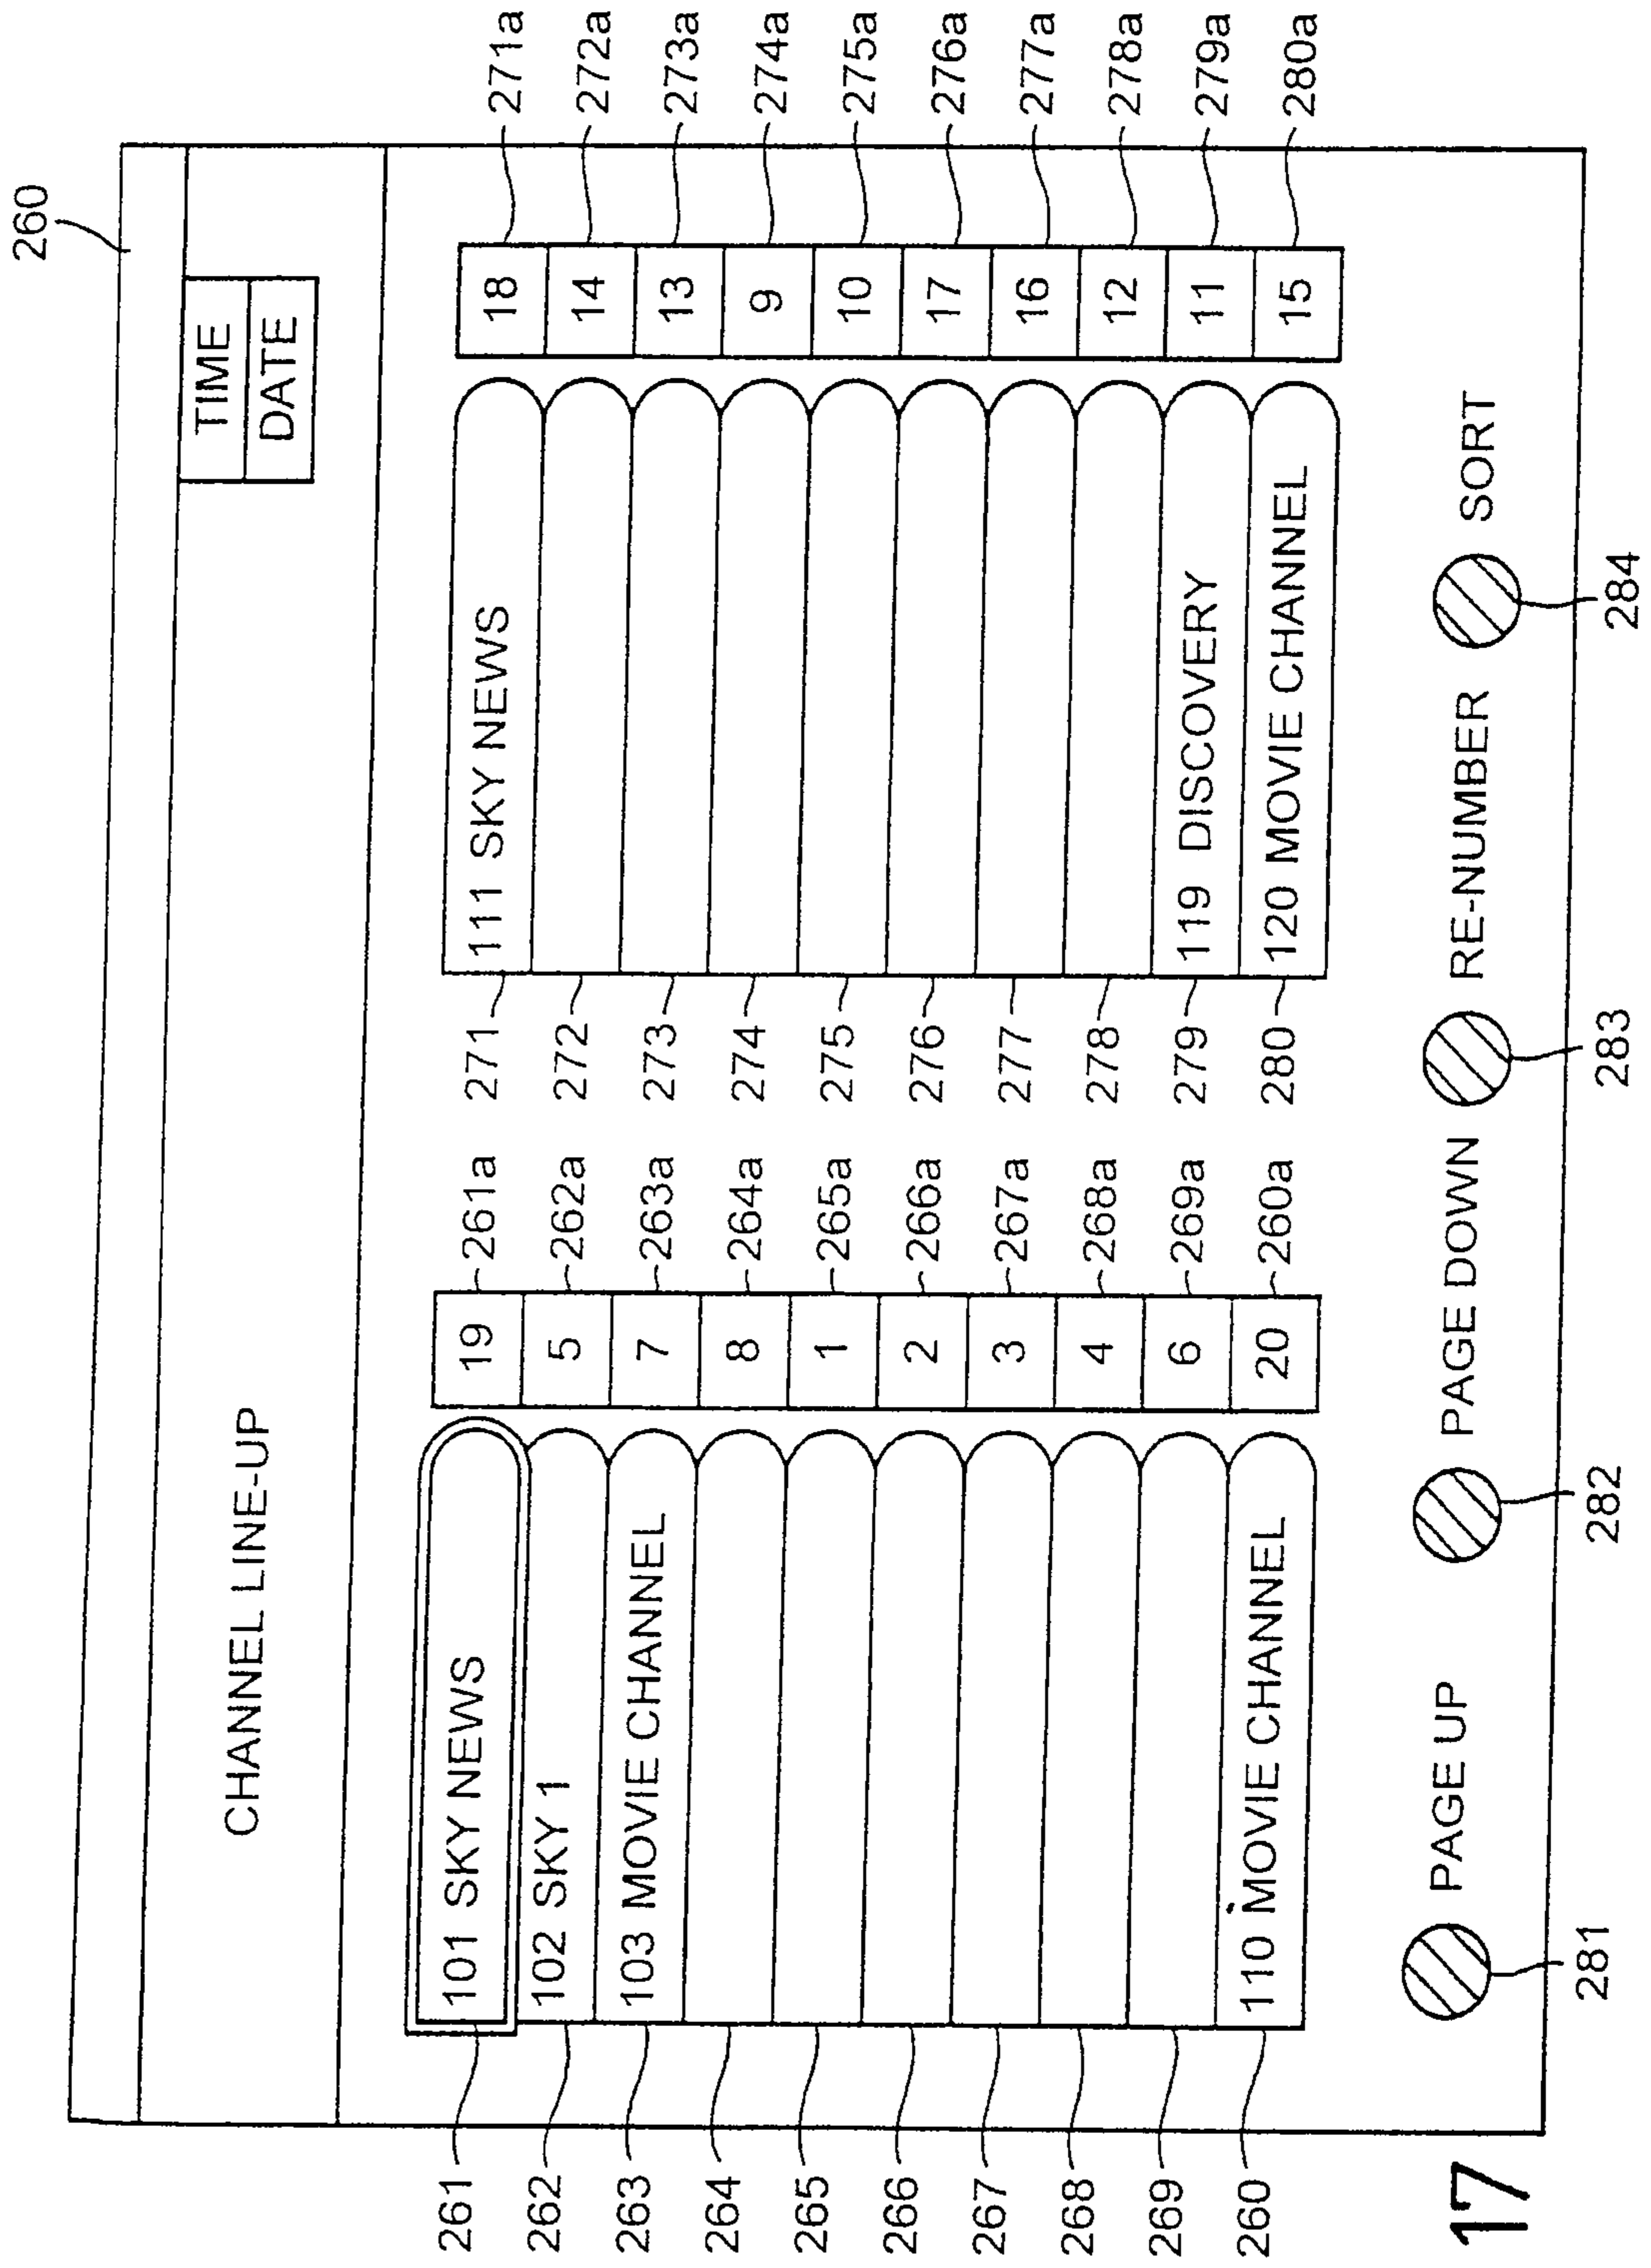 260
CHANNEL LINE-UP
TIME
DATE
261 101 SKY NEWS 19 261a
262 102 SKY 1 5 262a
263 103 MOVIE CHANNEL 7 263a
264 8 264a
265 1 265a
266 2 266a
267 3 267a
268 4 268a
269 6 269a
260 110 MOVIE CHANNEL 20 260a
271 111 SKY NEWS 18 271a
272 14 272a
273 13 273a
274 9 274a
275 10 275a
276 17 276a
277 16 277a
278 12 278a
279 119 DISCOVERY 11 279a
280 120 MOVIE CHANNEL 15 280a
PAGE UP PAGE DOWN RE-NUMBER SORT
281 282 283 284
17